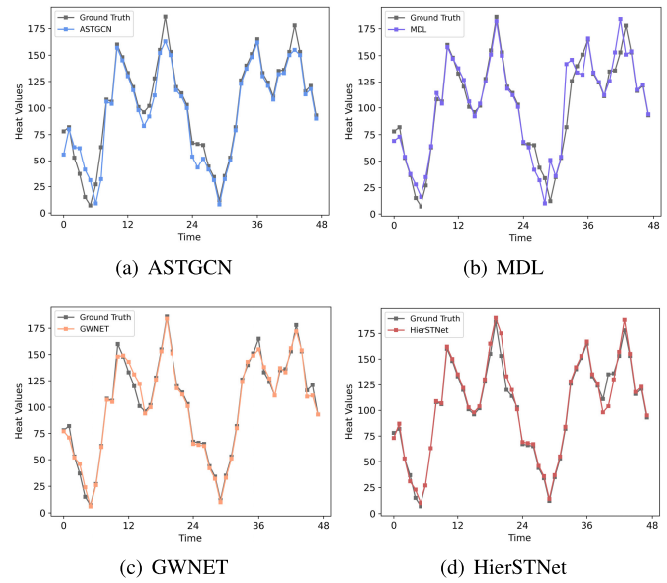 Ground Truth
ASTGCN
175
150
125
100
75
50
25
0
Heat Values
0 12 24 36 48
Time
(a) ASTGCN
Ground Truth
MDL
175
150
125
100
75
50
25
0
Heat Values
0 12 24 36 48
Time
(b) MDL
Ground Truth
GWNET
175
150
125
100
75
50
25
0
Heat Values
0 12 24 36 48
Time
(c) GWNET
Ground Truth
HierSTNet
175
150
125
100
75
50
25
0
Heat Values
0 12 24 36 48
Time
(d) HierSTNet